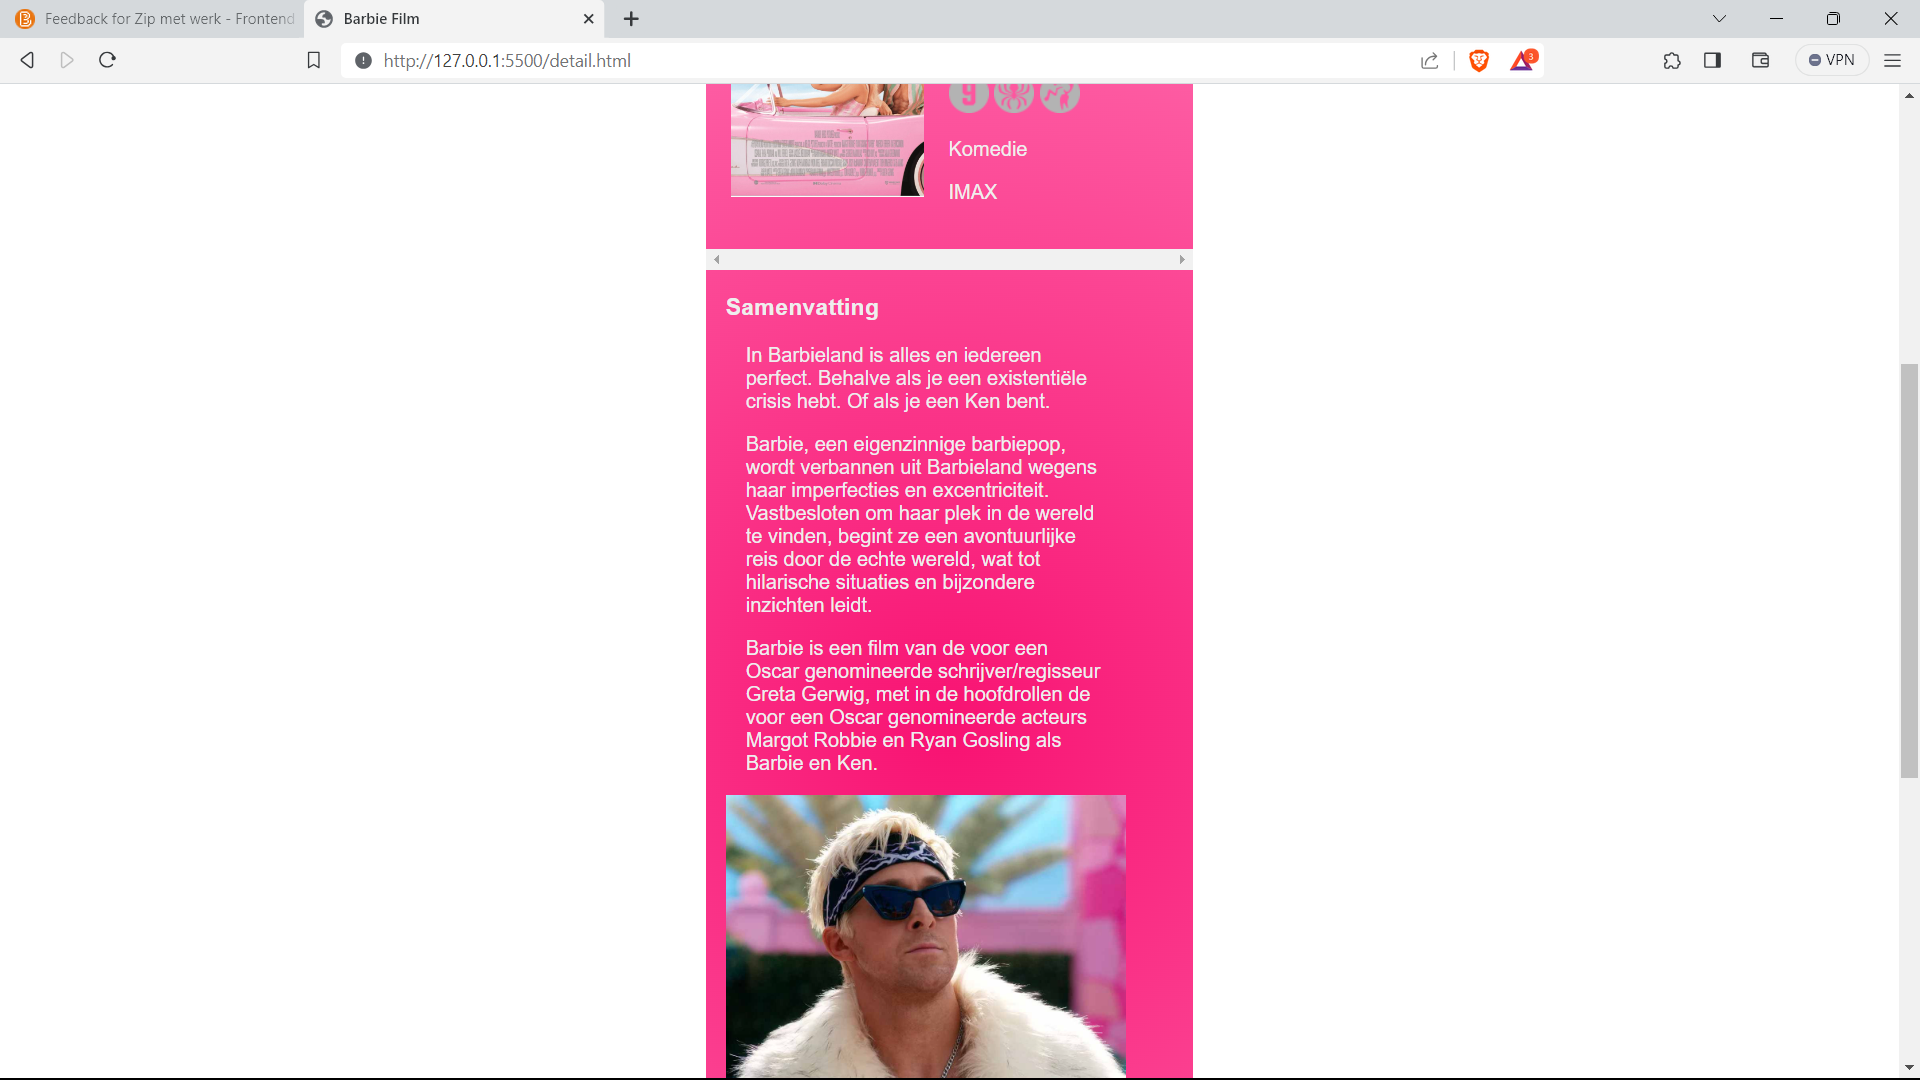 Feedback for Zip met werk - Frontend
Barbie Film
http://127.0.0.1:5500/detail.html
3
VPN
9
Komedie
IMAX
Samenvatting
In Barbieland is alles en iedereen
perfect. Behalve als je een existentiële
crisis hebt. Of als je een Ken bent.
Barbie, een eigenzinnige barbiepop,
wordt verbannen uit Barbieland wegens
haar imperfecties en excentriciteit.
Vastbesloten om haar plek in de wereld
te vinden, begint ze een avontuurlijke
reis door de echte wereld, wat tot
hilarische situaties en bijzondere
inzichten leidt.
Barbie is een film van de voor een
Oscar genomineerde schrijver/regisseur
Greta Gerwig, met in de hoofdrollen de
voor een Oscar genomineerde acteurs
Margot Robbie en Ryan Gosling als
Barbie en Ken.